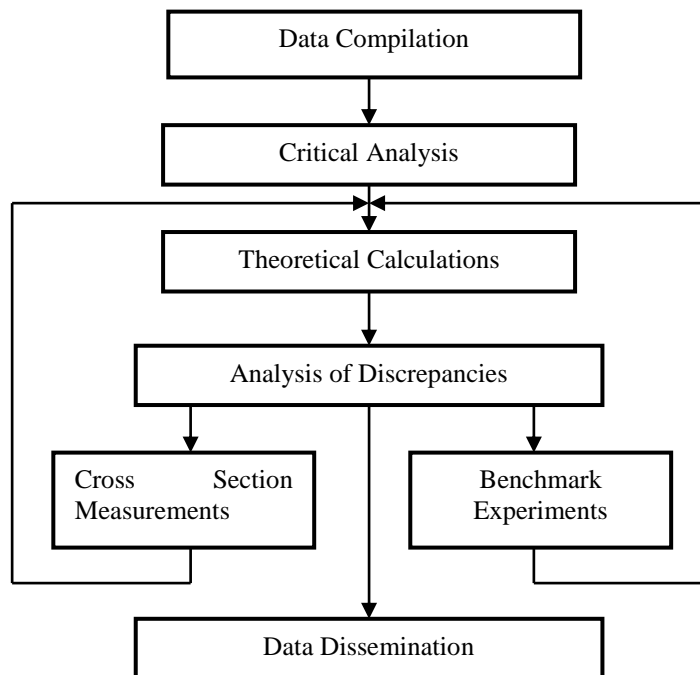 Data Compilation
Critical Analysis
Theoretical Calculations
Analysis of Discrepancies
Cross Section
Measurements
Benchmark
Experiments
Data Dissemination